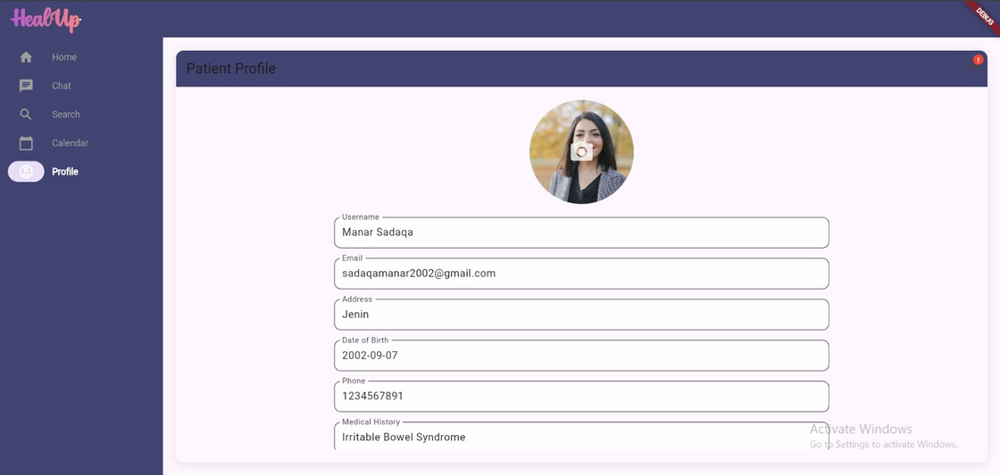 HealUp
DEBUG
Home
Chat
Search
Calendar
Profile
Patient Profile
!
Username
Manar Sadaqa
Email
sadaqamanar2002@gmail.com
Address
Jenin
Date of Birth
2002-09-07
Phone
1234567891
Medical History
Irritable Bowel Syndrome
Activate Windows
Go to Settings to activate Windows.